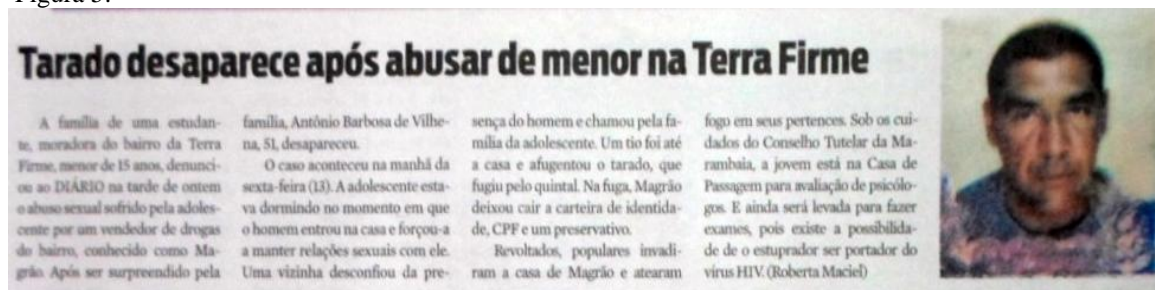 Figura 3:
Tarado desaparece após abusar de menor na Terra Firme
A família de uma estudan-
te, moradora do bairro da Terra
Firme, menor de 15 anos, denunci-
ou ao DIÁRIO na tarde de ontem
o abuso sexual sofrido pela adoles-
cente por um vendedor de drogas
do bairro, conhecido como Ma-
grão. Após ser surpreendido pela
família, Antônio Barbosa de Vilhe-
na, 51, desapareceu.
O caso aconteceu na manhã da
sexta-feira (13). A adolescente esta-
va dormindo no momento em que
o homem entrou na casa e forçou-a
a manter relações sexuais com ele.
Uma vizinha desconfiou da pre-
sença do homem e chamou pela fa-
mília da adolescente. Um tio foi até
a casa e afugentou o tarado, que
fugiu pelo quintal. Na fuga, Magrão
deixou cair a carteira de identida-
de, CPF e um preservativo.
Revoltados, populares invadi-
ram a casa de Magrão e atearam
fogo em seus pertences. Sob os cui-
dados do Conselho Tutelar da Ma-
rambaia, a jovem está na Casa de
Passagem para avaliação de psicólo-
gos. E ainda será levada para fazer
exames, pois existe a possibilida-
de de o estuprador ser portador do
vírus HIV. (Roberta Maciel)